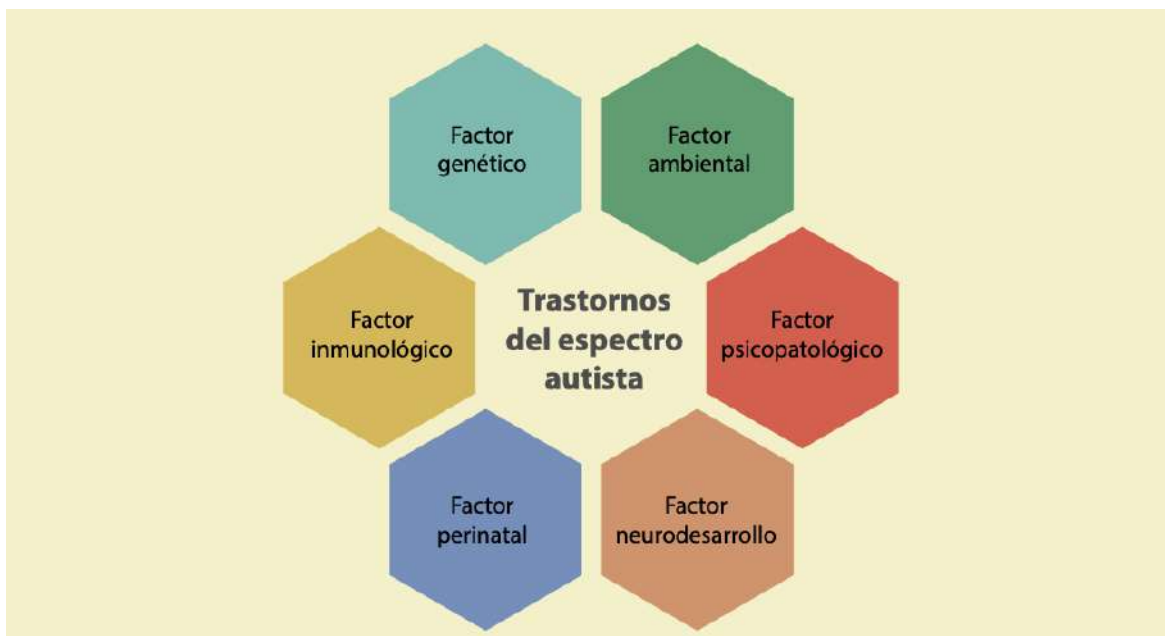 Factor
genético
Factor
ambiental
Factor
inmunológico
Trastornos
del espectro
autista
Factor
psicopatológico
Factor
perinatal
Factor
neurodesarrollo